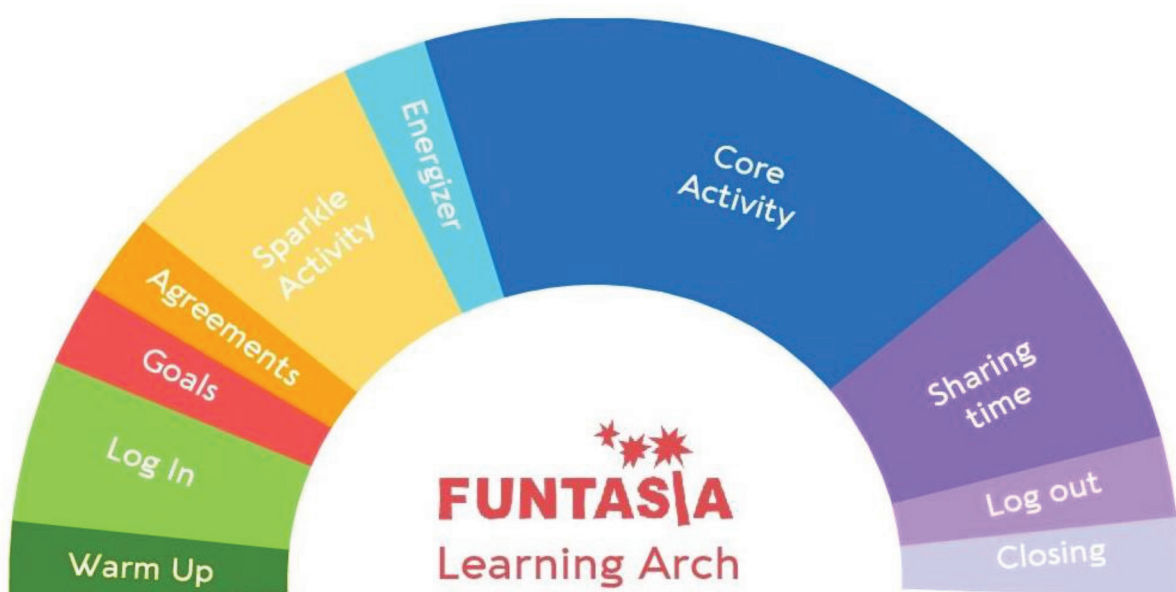 Warm Up
Log In
Goals
Agreements
Sparkle
Activity
Energizer
Core
Activity
Sharing
time
Log out
Closing
FUNTASIA
Learning Arch